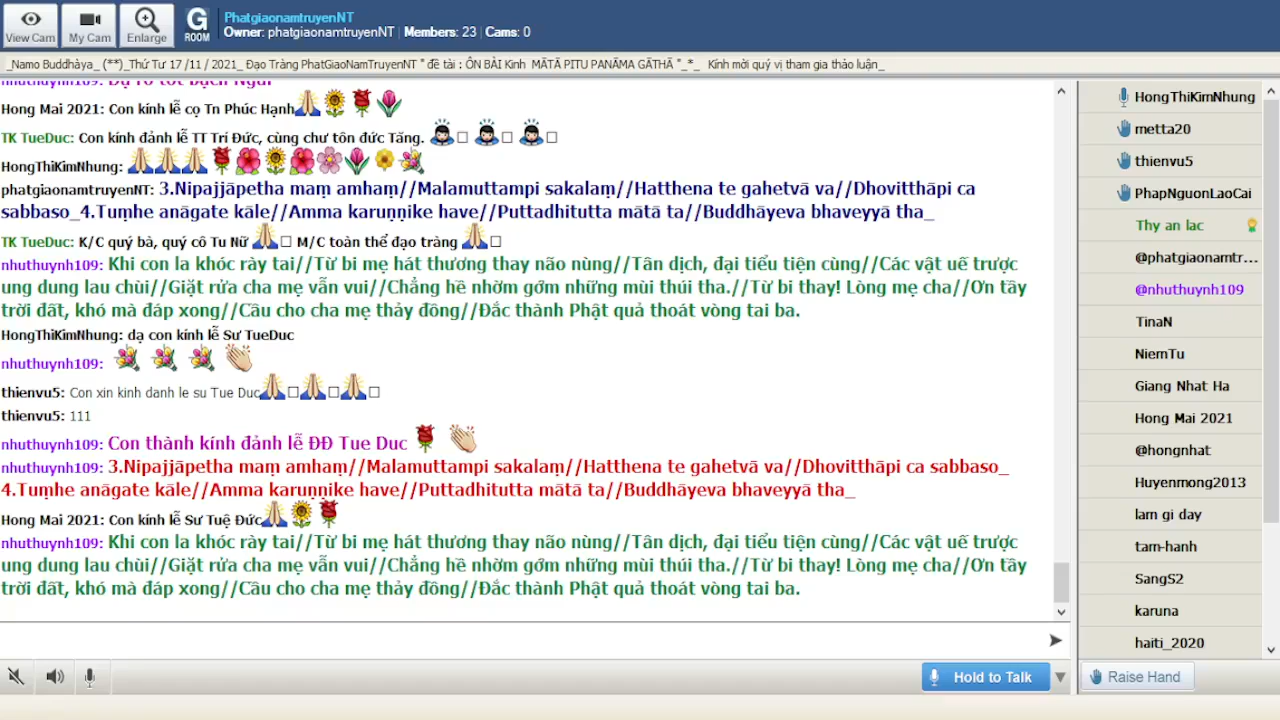 View Cam
My Cam
Enlarge
G
ROOM
PhatgiaonamtruyenNT
Owner: phatgiaonamtruyenNT | Members: 23 | Cams: 0
_Namo Buddhàya_ (**)_Thứ Tư 17 /11 / 2021_ Đạo Tràng PhatGiaoNamTruyenNT " đề tài : ÔN BÀI Kinh MĀTĀ PITU PANĀMA GĀTHĀ "_*_ Kính mời quý vị tham gia thảo luận_
Hong Mai 2021: Con kính lễ cọ Tn Phúc Hạnh
TK TueDuc: Con kính đảnh lễ TT Trí Đức, cùng chư tôn đức Tăng.
HongThiKimNhung:
phatgiaonamtruyenNT: 3.Nipajjāpetha maṃ amhaṃ//Malamuttampi sakalaṃ//Hatthena te gahetvā va//Dhovitthāpi ca
sabbaso_4.Tuṃhe anāgate kāle//Amma karuṇṇike have//Puttadhitutta mātā ta//Buddhāyeva bhaveyyā tha_
TK TueDuc: K/C quý bà, quý cô Tu Nữ M/C toàn thể đạo tràng
nhuthuynh109: Khi con la khóc rày tai//Từ bi mẹ hát thương thay não nùng//Tân dịch, đại tiểu tiện cùng//Các vật uế trược
ung dung lau chùi//Giặt rửa cha mẹ vẫn vui//Chẳng hề nhờm gớm những mùi thúi tha.//Từ bi thay! Lòng mẹ cha//Ơn tầy
trời đất, khó mà đáp xong//Cầu cho cha mẹ thảy đồng//Đắc thành Phật quả thoát vòng tai ba.
HongThiKimNhung: dạ con kính lễ Sư TueDuc
nhuthuynh109:
thienvu5: Con xin kinh danh le su Tue Duc
thienvu5: 111
nhuthuynh109: Con thành kính đảnh lễ ĐĐ Tue Duc
nhuthuynh109: 3.Nipajjāpetha maṃ amhaṃ//Malamuttampi sakalaṃ//Hatthena te gahetvā va//Dhovitthāpi ca sabbaso_
4.Tuṃhe anāgate kāle//Amma karuṇṇike have//Puttadhitutta mātā ta//Buddhāyeva bhaveyyā tha_
Hong Mai 2021: Con kính lễ Sư Tuệ Đức
nhuthuynh109: Khi con la khóc rày tai//Từ bi mẹ hát thương thay não nùng//Tân dịch, đại tiểu tiện cùng//Các vật uế trược
ung dung lau chùi//Giặt rửa cha mẹ vẫn vui//Chẳng hề nhờm gớm những mùi thúi tha.//Từ bi thay! Lòng mẹ cha//Ơn tầy
trời đất, khó mà đáp xong//Cầu cho cha mẹ thảy đồng//Đắc thành Phật quả thoát vòng tai ba.
Hold to Talk
HongThiKimNhung
metta20
thienvu5
PhapNguonLaoCai
Thy an lac
@phatgiaonamtr...
@nhuthuynh109
TinaN
NiemTu
Giang Nhat Ha
Hong Mai 2021
@hongnhat
Huyenmong2013
lam gi day
tam-hanh
SangS2
karuna
haiti_2020
Raise Hand